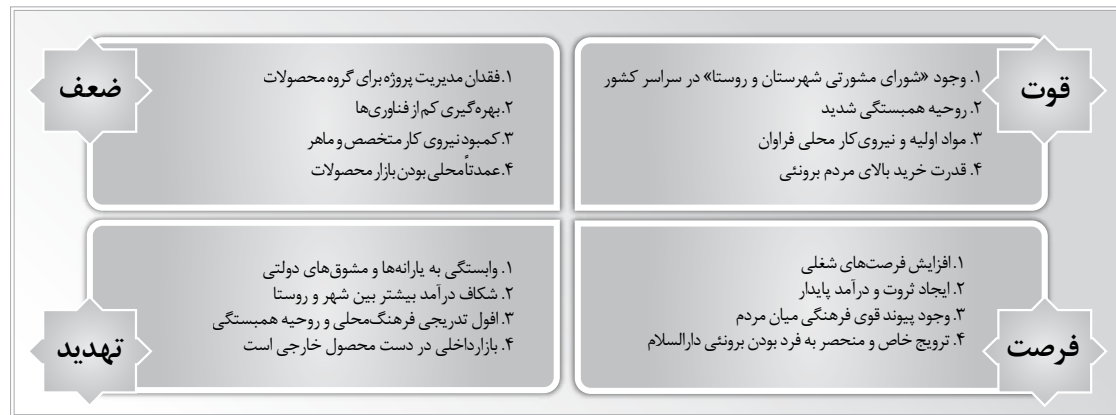 قوت
۱. وجود «شورای مشورتی شهرستان و روستا» در سراسر کشور
۲. روحیه همبستگی شدید
۳. مواد اولیه و نیروی کار محلی فراوان
۴. قدرت خرید بالای مردم برونئی
ضعف
۱. فقدان مدیریت پروژه برای گروه محصولات
۲. بهره‌گیری کم از فناوری‌ها
۳. کمبود نیروی کار متخصص و ماهر
۴. عمدتاً محلی بودن بازار محصولات
فرصت
۱. افزایش فرصت‌های شغلی
۲. ایجاد ثروت و درآمد پایدار
۳. وجود پیوند قوی فرهنگی میان مردم
۴. ترویج خاص و منحصر به فرد بودن برونئی دارالسلام
تهدید
۱. وابستگی به یارانه‌ها و مشوق‌های دولتی
۲. شکاف درآمد بیشتر بین شهر و روستا
۳. افول تدریجی فرهنگ‌محلی و روحیه همبستگی
۴. بازارداخلی در دست محصول خارجی است